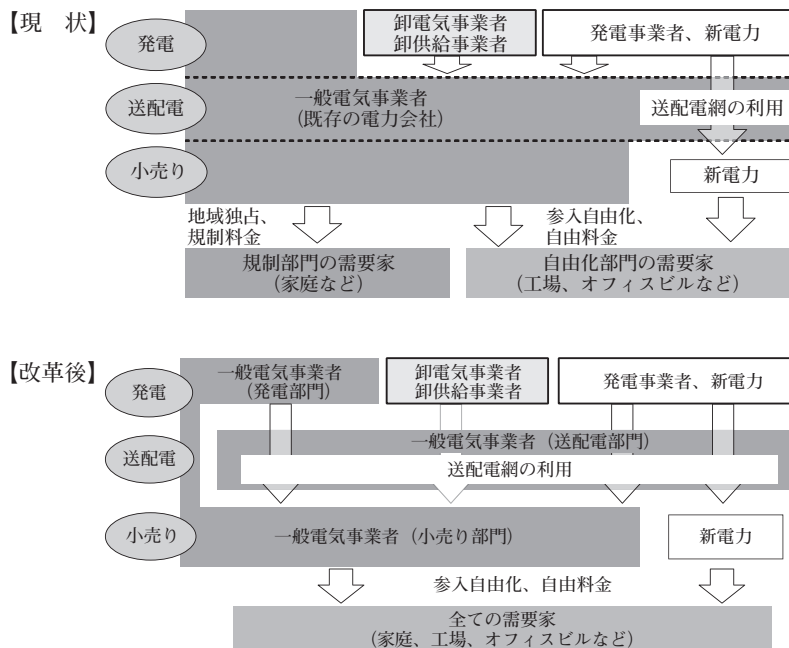 【現　状】
発電
卸電気事業者
卸供給事業者
発電事業者、新電力
送配電
一般電気事業者
（既存の電力会社）
送配電網の利用
小売り
新電力
地域独占、
規制料金
参入自由化、
自由料金
規制部門の需要家
（家庭など）
自由化部門の需要家
（工場、オフィスビルなど）
【改革後】
発電
一般電気事業者
（発電部門）
卸電気事業者
卸供給事業者
発電事業者、新電力
送配電
一般電気事業者（送配電部門）
送配電網の利用
小売り
一般電気事業者（小売り部門）
新電力
参入自由化、自由料金
全ての需要家
（家庭、工場、オフィスビルなど）